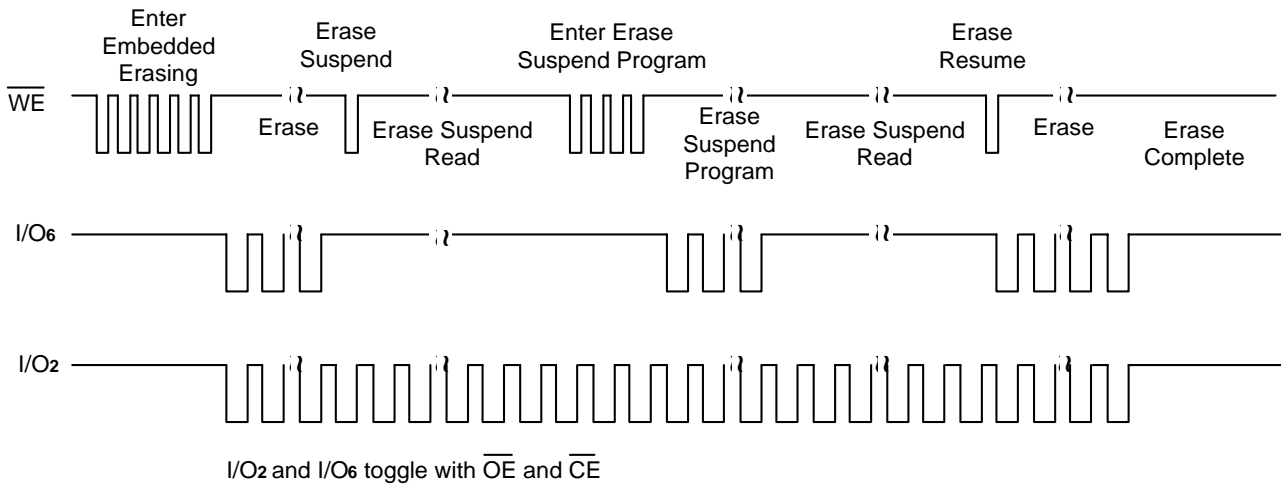 Enter
Embedded
Erasing
Erase
Suspend
Enter Erase
Suspend Program
Erase
Resume
WE
Erase
Erase Suspend
Read
Erase
Suspend
Program
Erase Suspend
Read
Erase
Erase
Complete
I/O6
I/O2
I/O2 and I/O6 toggle with OE and CE